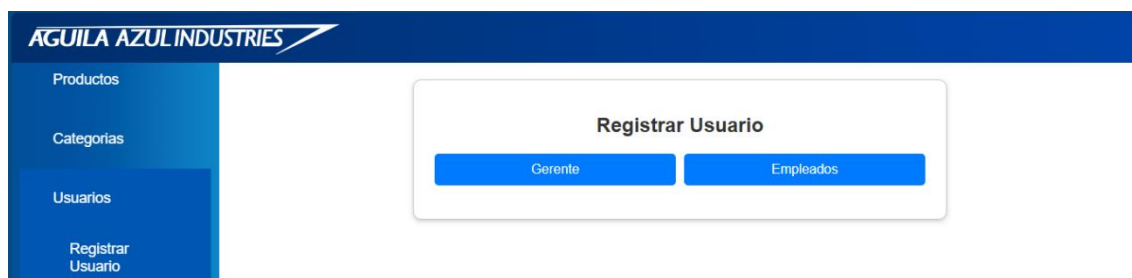 AGUILA AZUL INDUSTRIES
Productos
Categorias
Usuarios
Registrar
Usuario
Registrar Usuario
Gerente
Empleados